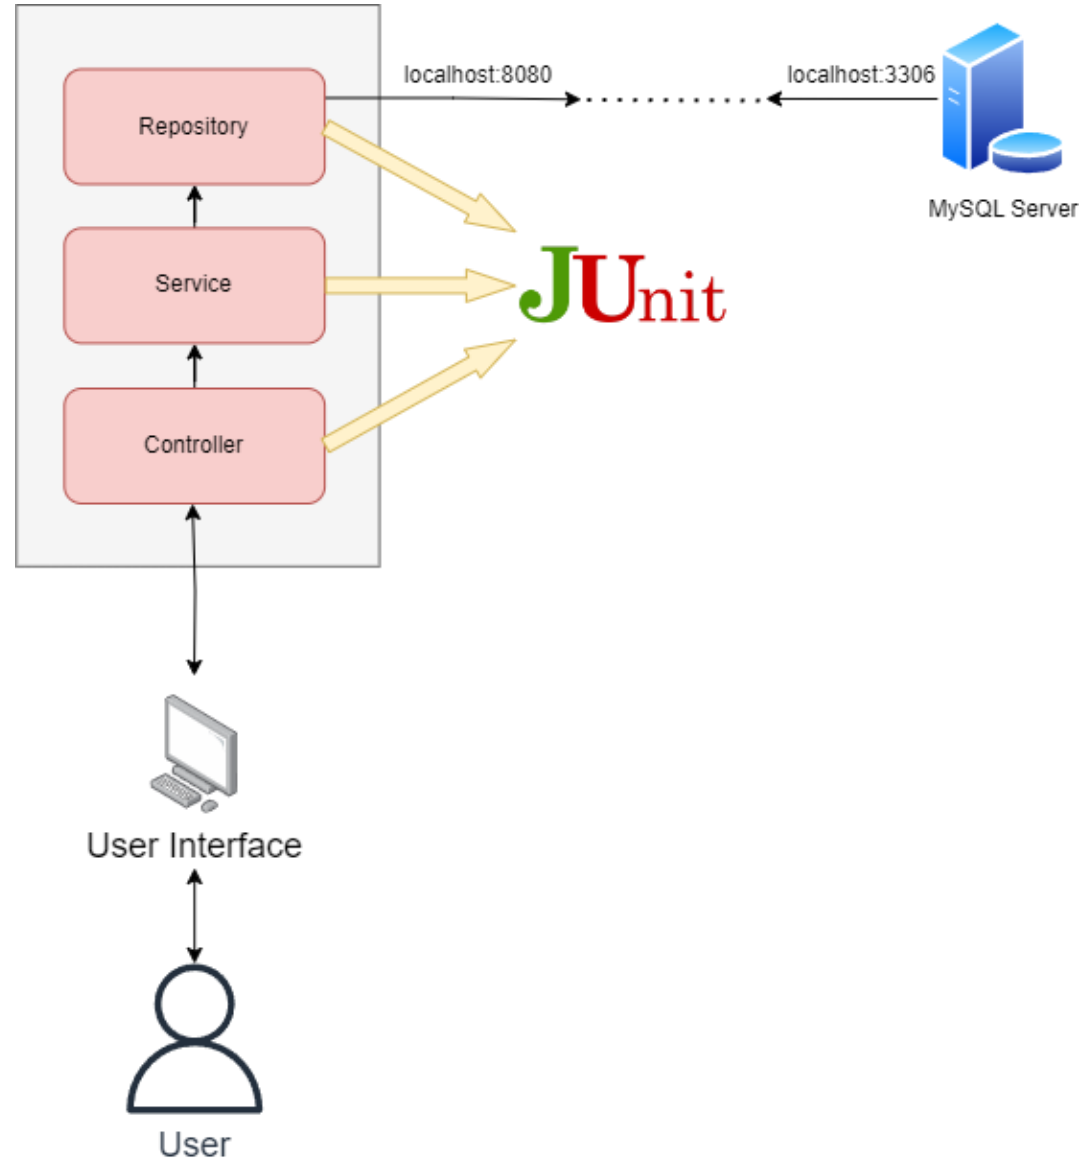 localhost:8080
localhost:3306
Repository
MySQL Server
Service
JUnit
Controller
User Interface
User